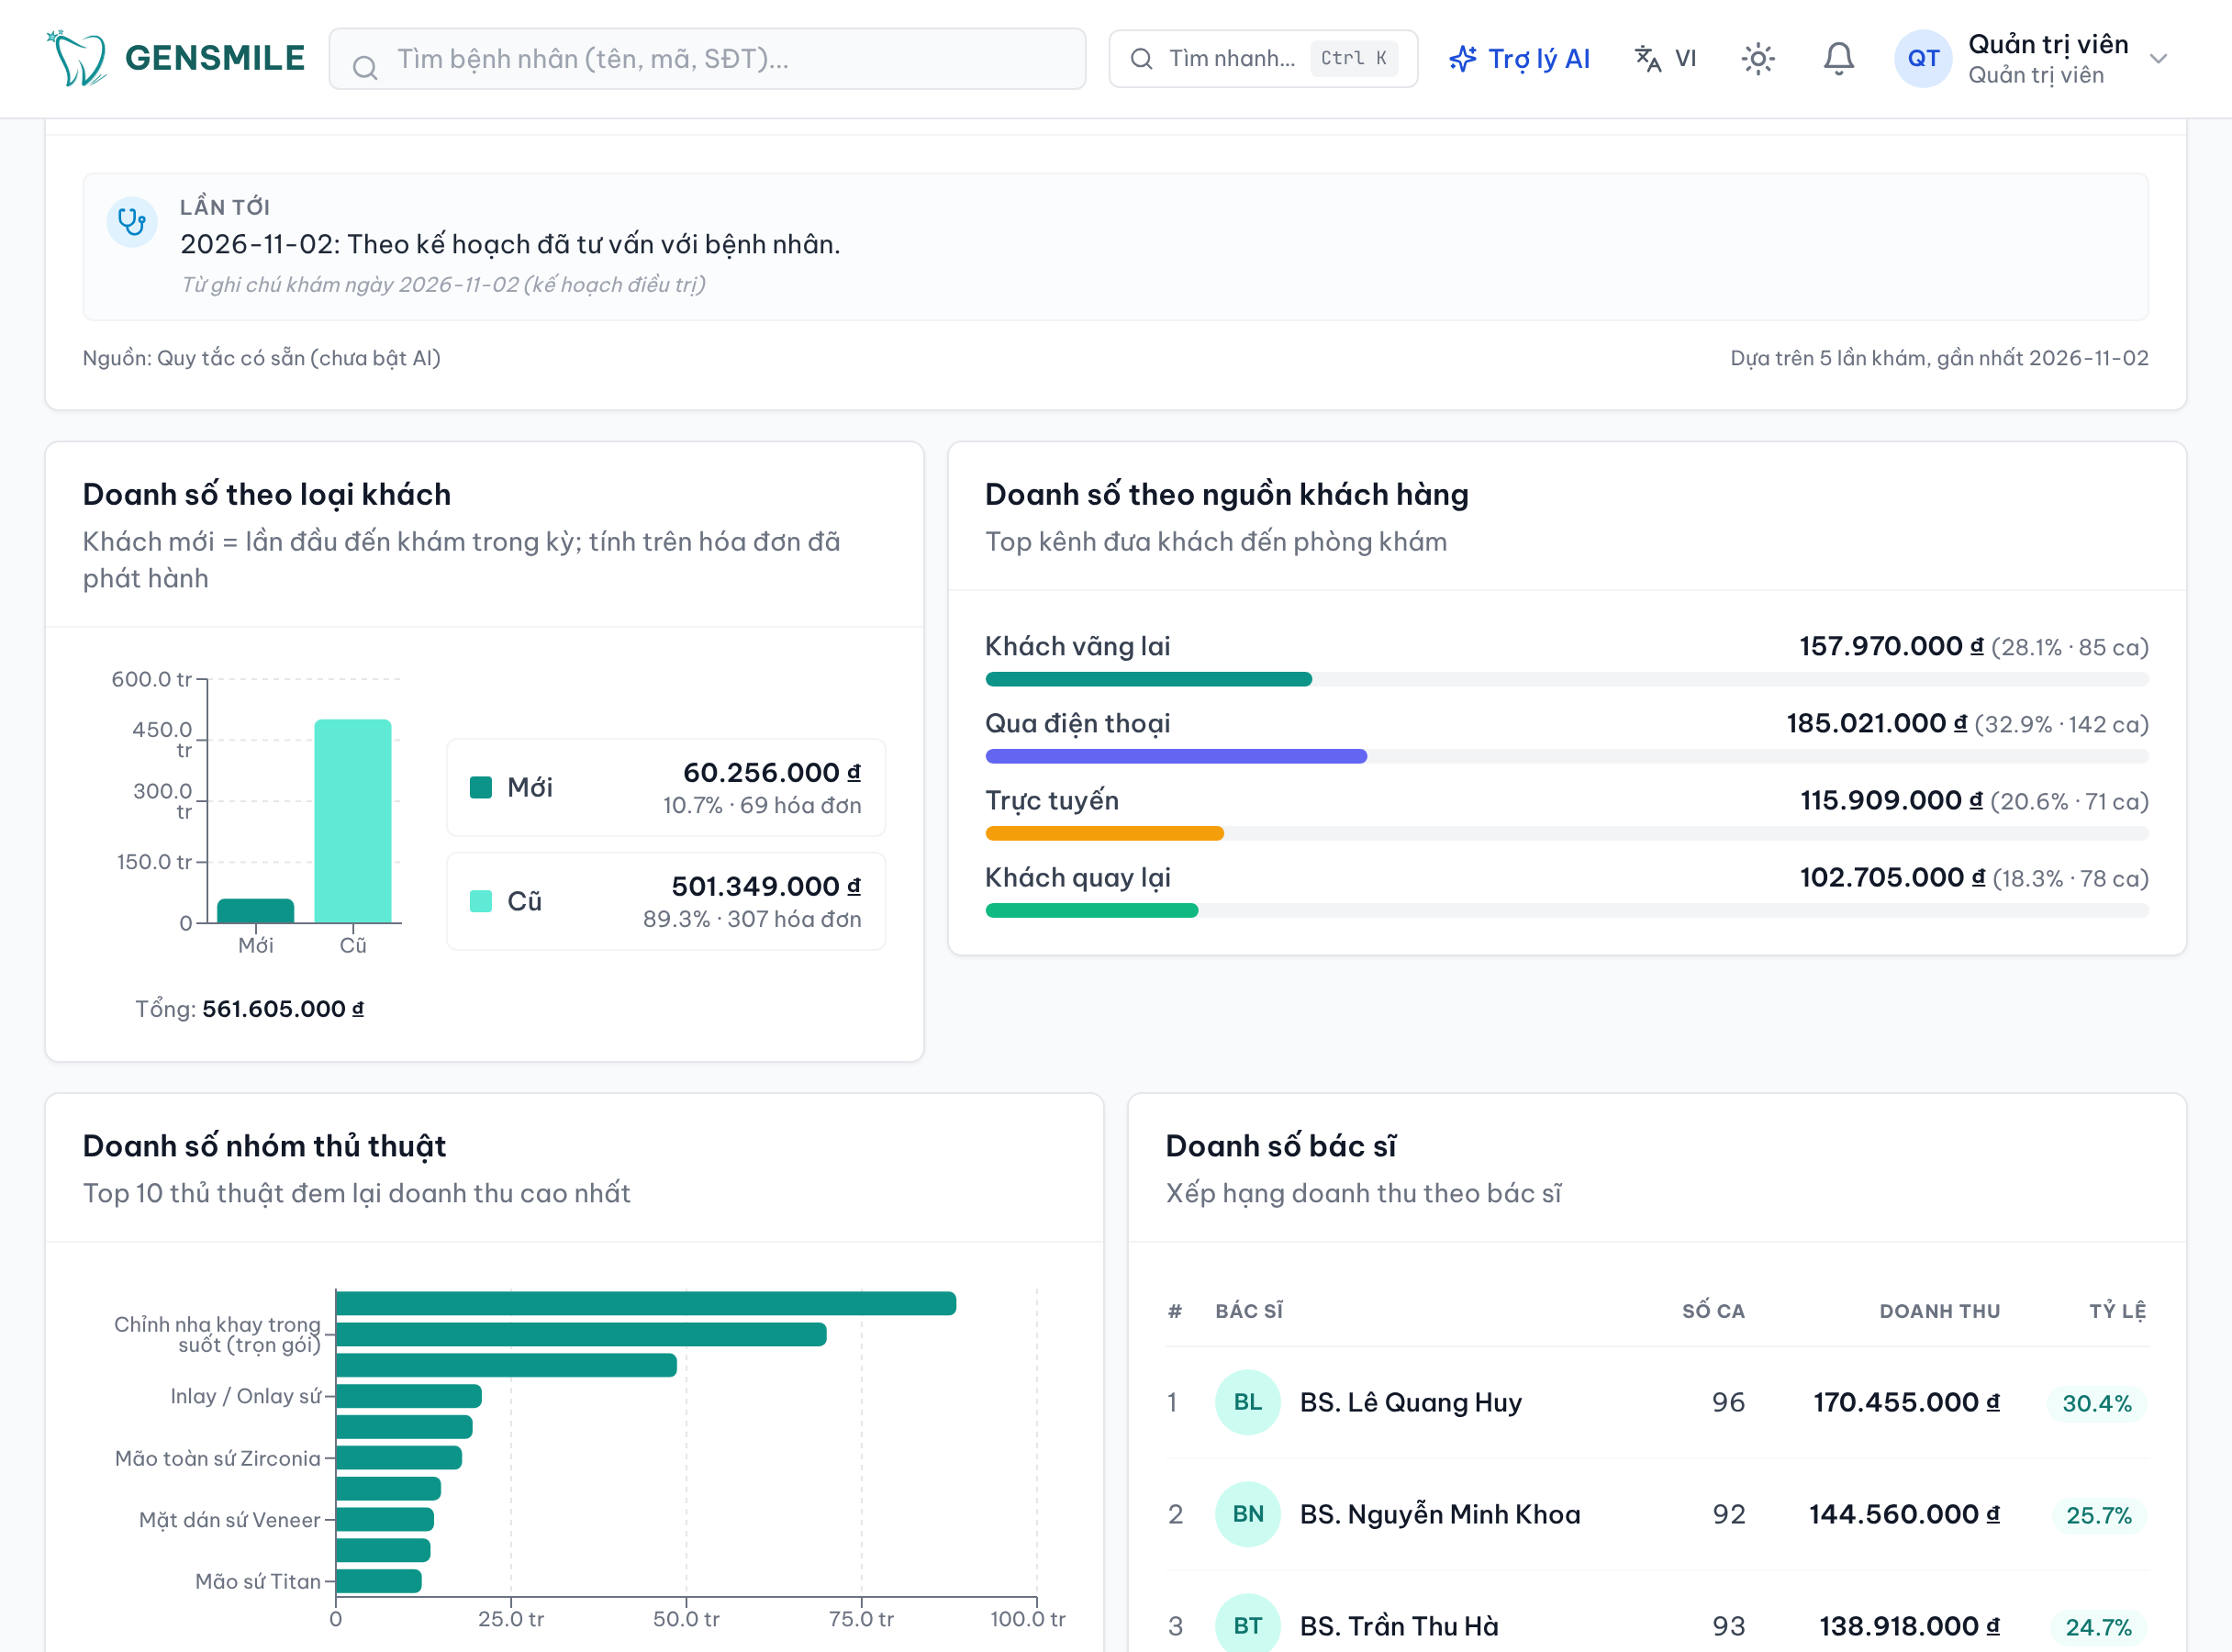 GENSMILE
Tìm bệnh nhân (tên, mã, SĐT)...
Tìm nhanh... Ctrl K
Trợ lý AI
VI
QT
Quản trị viên
Quản trị viên
LẦN TỚI
2026-11-02: Theo kế hoạch đã tư vấn với bệnh nhân.
Từ ghi chú khám ngày 2026-11-02 (kế hoạch điều trị)
Nguồn: Quy tắc có sẵn (chưa bật AI)
Dựa trên 5 lần khám, gần nhất 2026-11-02
Doanh số theo loại khách
Khách mới = lần đầu đến khám trong kỳ; tính trên hóa đơn đã
phát hành
600.0 tr
450.0
tr
300.0
tr
150.0 tr
0
Mới
Cũ
Mới
60.256.000 ₫
10.7% · 69 hóa đơn
Cũ
501.349.000 ₫
89.3% · 307 hóa đơn
Tổng: 561.605.000 ₫
Doanh số theo nguồn khách hàng
Top kênh đưa khách đến phòng khám
Khách vãng lai 157.970.000 ₫ (28.1% · 85 ca)
Qua điện thoại 185.021.000 ₫ (32.9% · 142 ca)
Trực tuyến 115.909.000 ₫ (20.6% · 71 ca)
Khách quay lại 102.705.000 ₫ (18.3% · 78 ca)
Doanh số nhóm thủ thuật
Top 10 thủ thuật đem lại doanh thu cao nhất
Chỉnh nha khay trong
suốt (trọn gói)
Inlay / Onlay sứ
Mão toàn sứ Zirconia
Mặt dán sứ Veneer
Mão sứ Titan
0 25.0 tr 50.0 tr 75.0 tr 100.0 tr
Doanh số bác sĩ
Xếp hạng doanh thu theo bác sĩ
# BÁC SĨ SỐ CA DOANH THU TỶ LỆ
1 BL BS. Lê Quang Huy 96 170.455.000 ₫ 30.4%
2 BN BS. Nguyễn Minh Khoa 92 144.560.000 ₫ 25.7%
3 BT BS. Trần Thu Hà 93 138.918.000 ₫ 24.7%